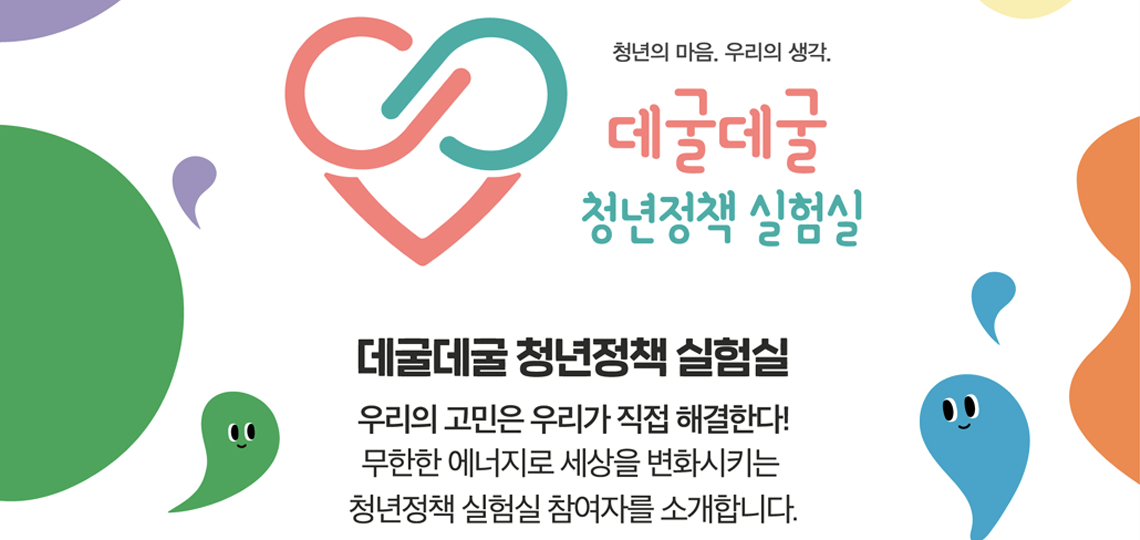 청년의 마음. 우리의 생각.
데굴데굴
청년정책 실험실
데굴데굴 청년정책 실험실
우리의 고민은 우리가 직접 해결한다!
무한한 에너지로 세상을 변화시키는
청년정책 실험실 참여자를 소개합니다.